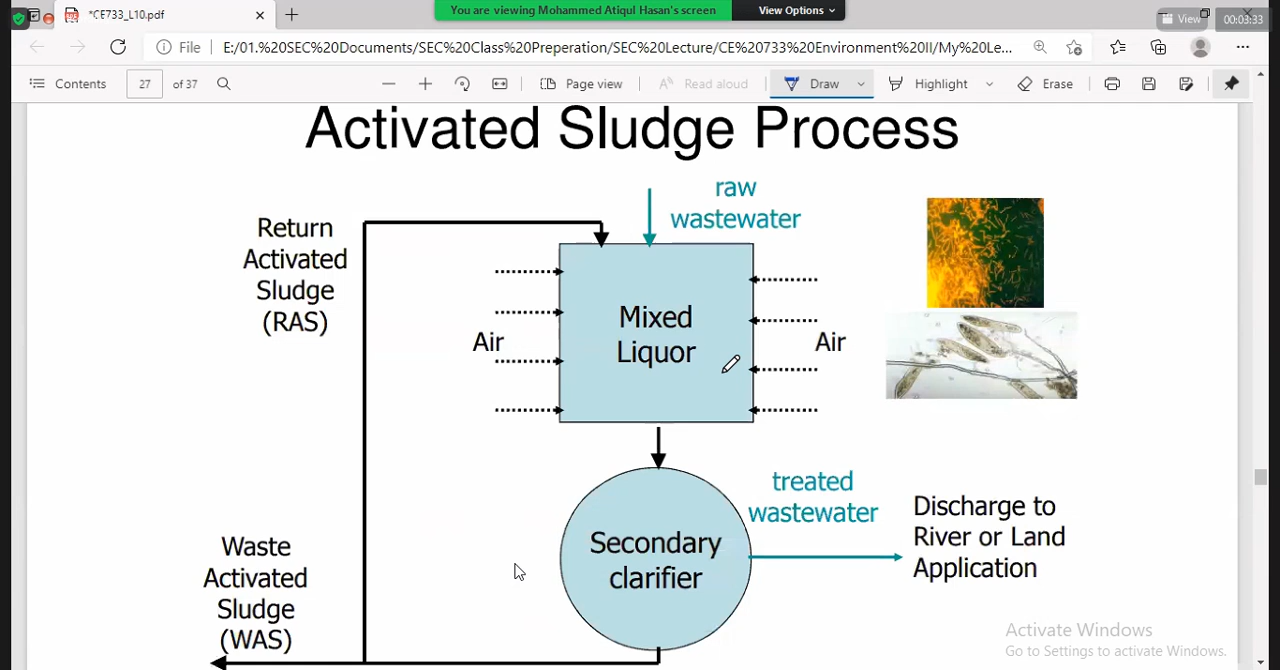 *CE733_L10.pdf
You are viewing Mohammed Atiqul Hasan's screen
View Options
View
00:03:33
File
E:/01.%20SEC%20Documents/SEC%20Class%20Preperation/SEC%20Lecture/CE%20733%20Environment%20II/My%20Le...
Contents
27
of 37
Page view
Read aloud
Draw
Highlight
Erase
Activated Sludge Process
raw
wastewater
Return
Activated
Sludge
(RAS)
Mixed
Liquor
Air
Air
treated
wastewater
Discharge to
River or Land
Application
Secondary
clarifier
Waste
Activated
Sludge
(WAS)
Activate Windows
Go to Settings to activate Windows.